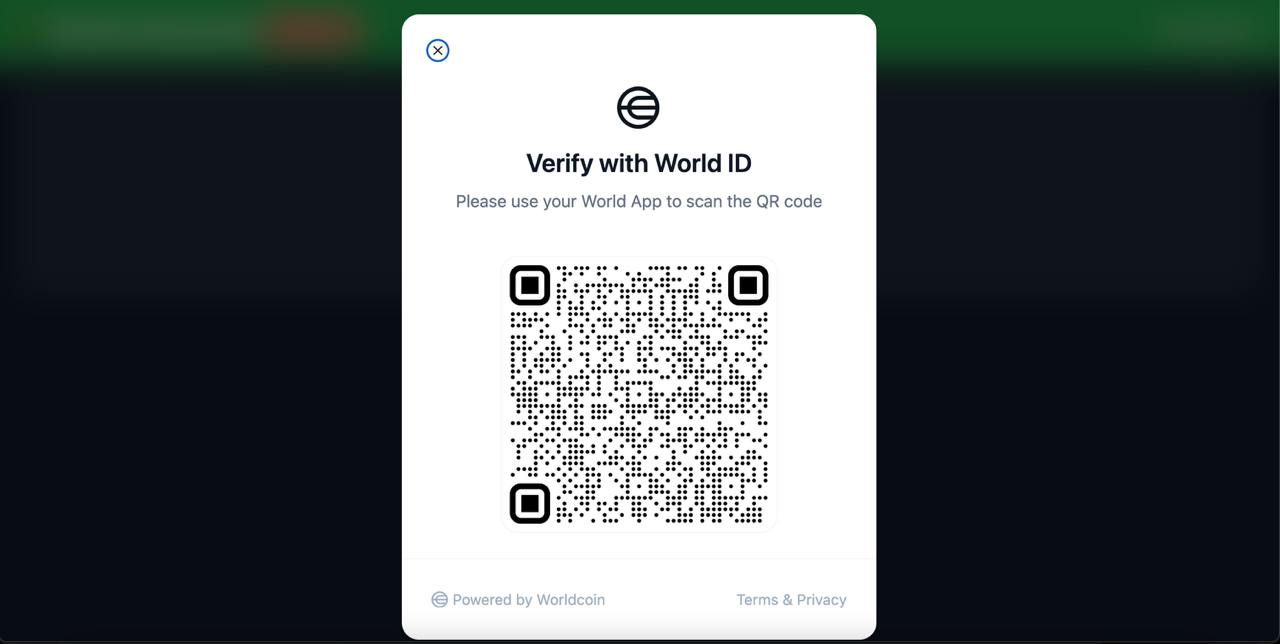 Verify with World ID
Please use your World App to scan the QR code
Powered by Worldcoin
Terms & Privacy